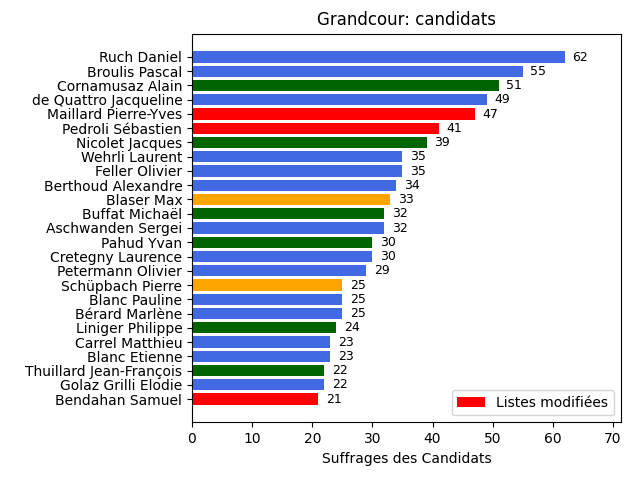 Grandcour: candidats
Ruch Daniel 62
Broulis Pascal 55
Cornamusaz Alain 51
de Quattro Jacqueline 49
Maillard Pierre-Yves 47
Pedroli Sébastien 41
Nicolet Jacques 39
Wehrli Laurent 35
Feller Olivier 35
Berthoud Alexandre 34
Blaser Max 33
Buffat Michaël 32
Aschwanden Sergei 32
Pahud Yvan 30
Cretegny Laurence 30
Petermann Olivier 29
Schüpbach Pierre 25
Blanc Pauline 25
Bérard Marlène 25
Liniger Philippe 24
Carrel Matthieu 23
Blanc Etienne 23
Thuillard Jean-François 22
Golaz Grilli Elodie 22
Bendahan Samuel 21
Listes modifiées
0 10 20 30 40 50 60 70
Suffrages des Candidats